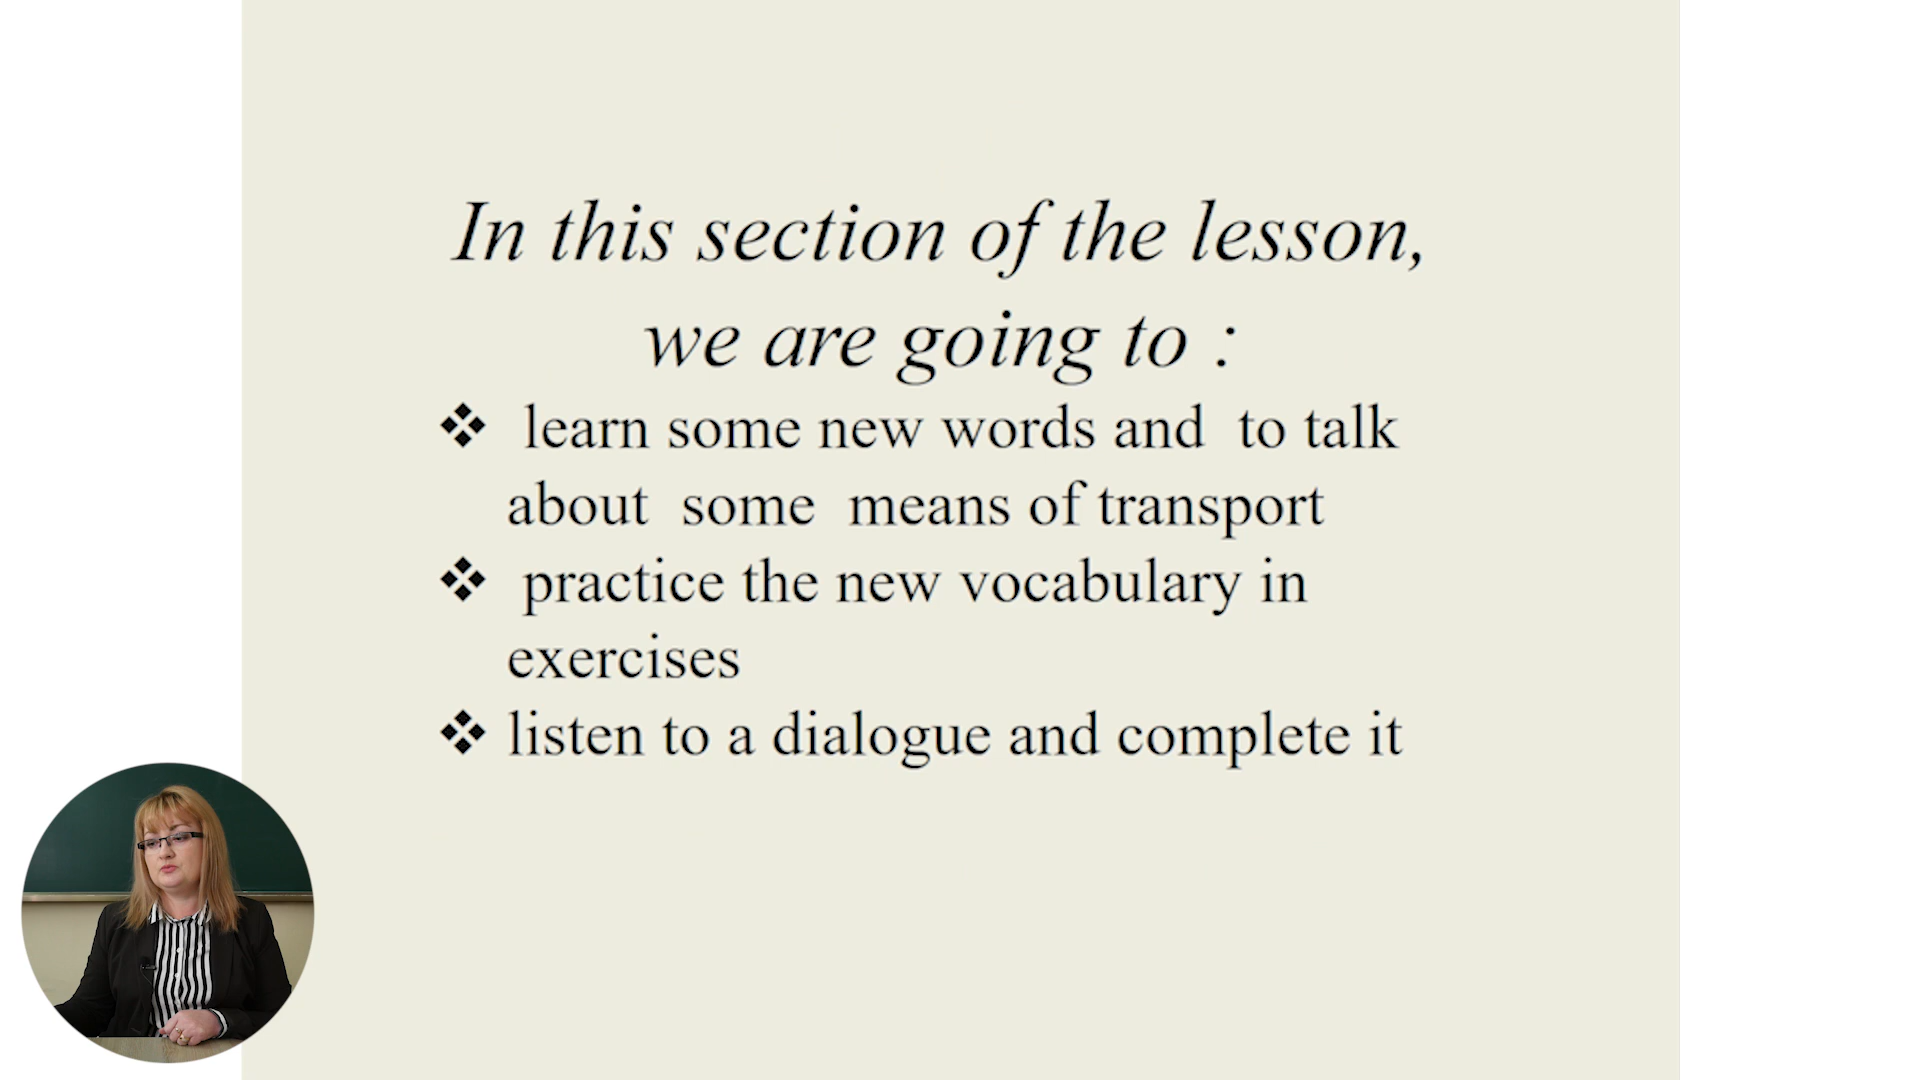 In this section of the lesson,
we are going to :
❖ learn some new words and to talk
about some means of transport
❖ practice the new vocabulary in
exercises
❖ listen to a dialogue and complete it